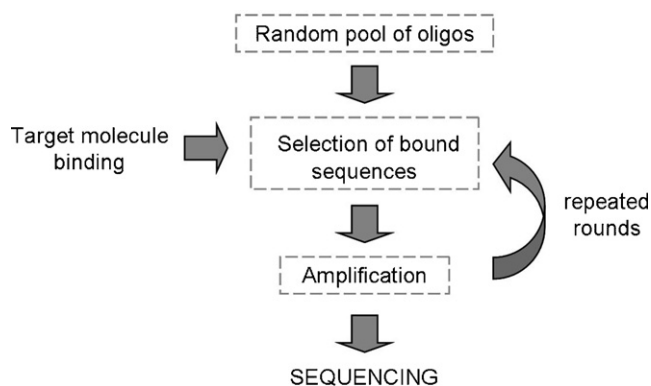 Random pool of oligos
Target molecule
binding
Selection of bound
sequences
repeated
rounds
Amplification
SEQUENCING